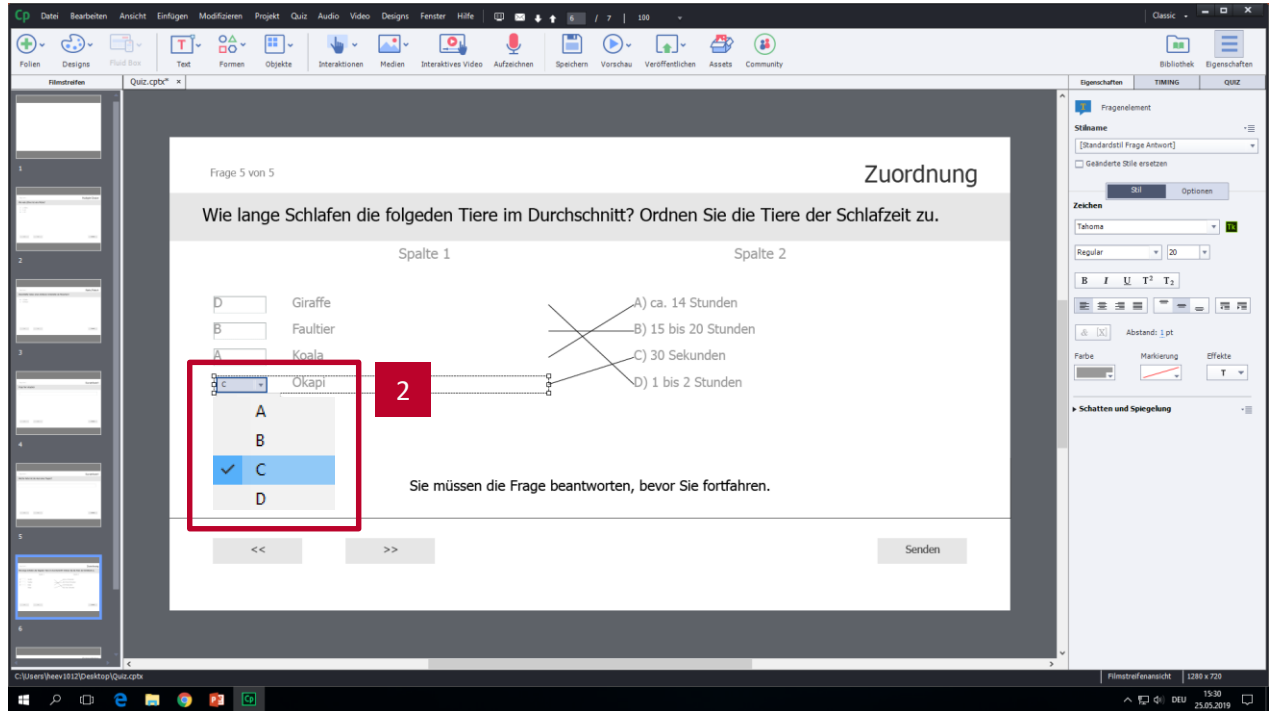 Cp Datei Bearbeiten Ansicht Einfügen Modifizieren Projekt Quiz Audio Video Designs Fenster Hilfe 6 / 7 100 Classic
Folien Designs Fluid Box Text Formen Objekte Interaktionen Medien Interaktives Video Aufzeichnen Speichern Vorschau Veröffentlichen Assets Community Bibliothek Eigenschaften
Filmstreifen Quiz.cptx* × Eigenschaften TIMING QUIZ
Fragenelement
Stilname
[Standardstil Frage Antwort]
Geänderte Stile ersetzen
Stil Optionen
Zeichen
Tahoma Tk
Regular 20
B I U T² T₂
Abstand: 1 pt
Farbe Markierung Effekte
T
Schatten und Spiegelung
1
2
3
4
5
6
Frage 5 von 5 Zuordnung
Wie lange Schlafen die folgeden Tiere im Durchschnitt? Ordnen Sie die Tiere der Schlafzeit zu.
Spalte 1 Spalte 2
D Giraffe A) ca. 14 Stunden
B Faultier B) 15 bis 20 Stunden
A Koala C) 30 Sekunden
C Okapi D) 1 bis 2 Stunden
2
A
B
C
D
Sie müssen die Frage beantworten, bevor Sie fortfahren.
<< >> Senden
C:\Users\heev1012\Desktop\Quiz.cptx Filmstreifenansicht 1280 x 720
DEU 15:30
25.05.2019